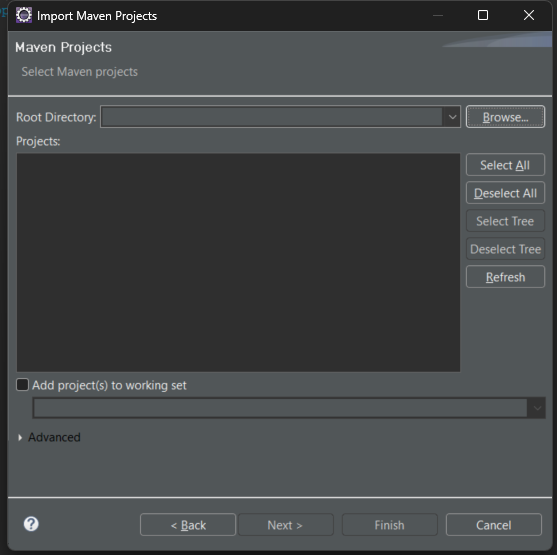 Import Maven Projects
Maven Projects
Select Maven projects
Root Directory:
Browse...
Projects:
Select All
Deselect All
Select Tree
Deselect Tree
Refresh
Add project(s) to working set
Advanced
?
< Back
Next >
Finish
Cancel